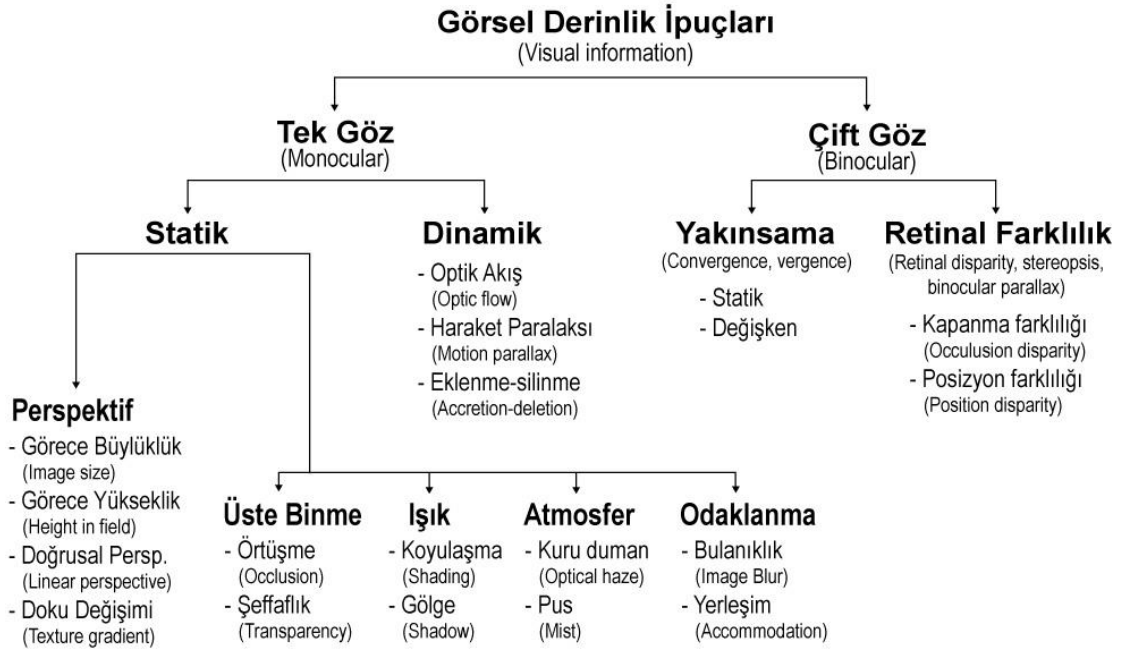 Görsel Derinlik İpuçları
(Visual information)
Tek Göz
(Monocular)
Çift Göz
(Binocular)
Statik
Dinamik
- Optik Akış
(Optic flow)
- Haraket Paralaksı
(Motion parallax)
- Eklenme-silinme
(Accretion-deletion)
Yakınsama
(Convergence, vergence)
- Statik
- Değişken
Retinal Farklılık
(Retinal disparity, stereopsis,
binocular parallax)
- Kapanma farklılığı
(Occulusion disparity)
- Posizyon farklılığı
(Position disparity)
Perspektif
- Görece Büylüklük
(Image size)
- Görece Yükseklik
(Height in field)
- Doğrusal Persp.
(Linear perspective)
- Doku Değişimi
(Texture gradient)
Üste Binme
- Örtüşme
(Occlusion)
- Şeffaflık
(Transparency)
Işık
- Koyulaşma
(Shading)
- Gölge
(Shadow)
Atmosfer
- Kuru duman
(Optical haze)
- Pus
(Mist)
Odaklanma
- Bulanıklık
(Image Blur)
- Yerleşim
(Accommodation)